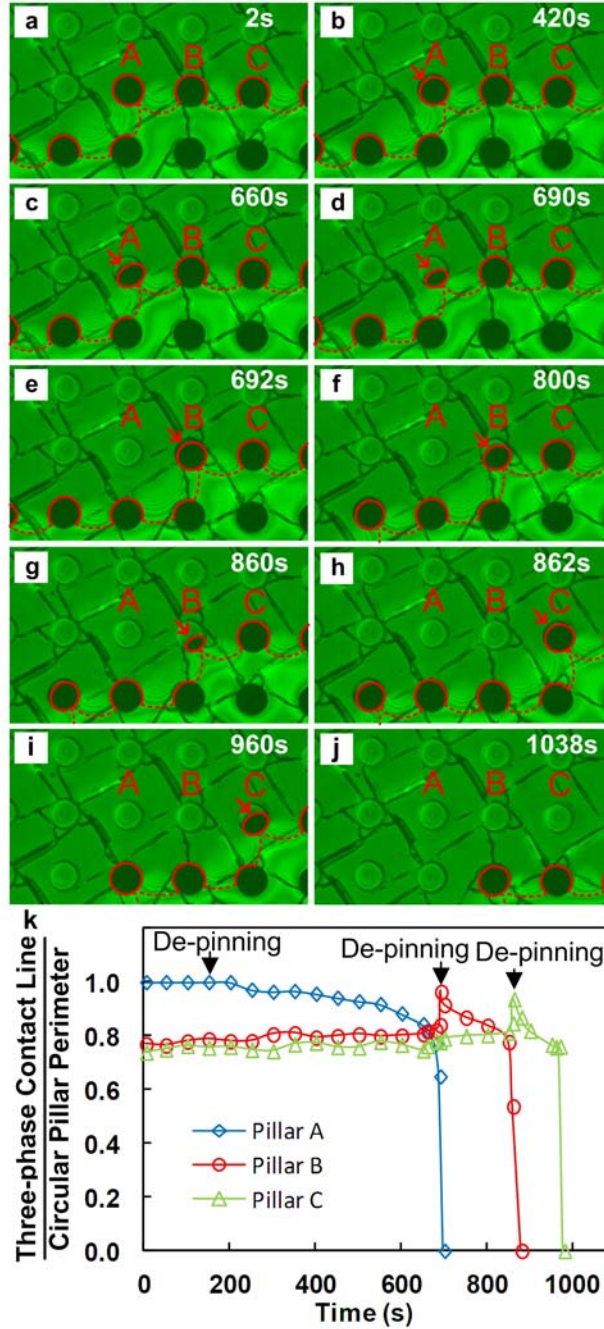 a 2s b 420s
A B C A B C
c 660s d 690s
A B C A B C
e 692s f 800s
A B C A B C
g 860s h 862s
A B C A B C
i 960s j 1038s
A B C A B C
k
De-pinning De-pinning De-pinning
Three-phase Contact Line
Circular Pillar Perimeter
1.0
0.8
0.6
0.4
0.2
0.0
Pillar A
Pillar B
Pillar C
0 200 400 600 800 1000
Time (s)